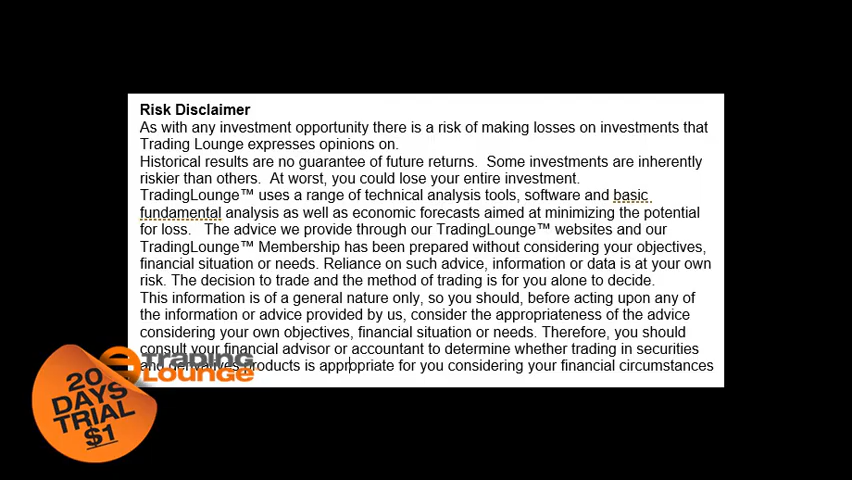 Risk Disclaimer
As with any investment opportunity there is a risk of making losses on investments that
Trading Lounge expresses opinions on.
Historical results are no guarantee of future returns. Some investments are inherently
riskier than others. At worst, you could lose your entire investment.
TradingLounge™ uses a range of technical analysis tools, software and basic
fundamental analysis as well as economic forecasts aimed at minimizing the potential
for loss. The advice we provide through our TradingLounge™ websites and our
TradingLounge™ Membership has been prepared without considering your objectives,
financial situation or needs. Reliance on such advice, information or data is at your own
risk. The decision to trade and the method of trading is for you alone to decide.
This information is of a general nature only, so you should, before acting upon any of
the information or advice provided by us, consider the appropriateness of the advice
considering your own objectives, financial situation or needs. Therefore, you should
consult your financial advisor or accountant to determine whether trading in securities
and derivatives products is appropriate for you considering your financial circumstances
Trading
Lounge
20
DAYS
TRIAL
$1